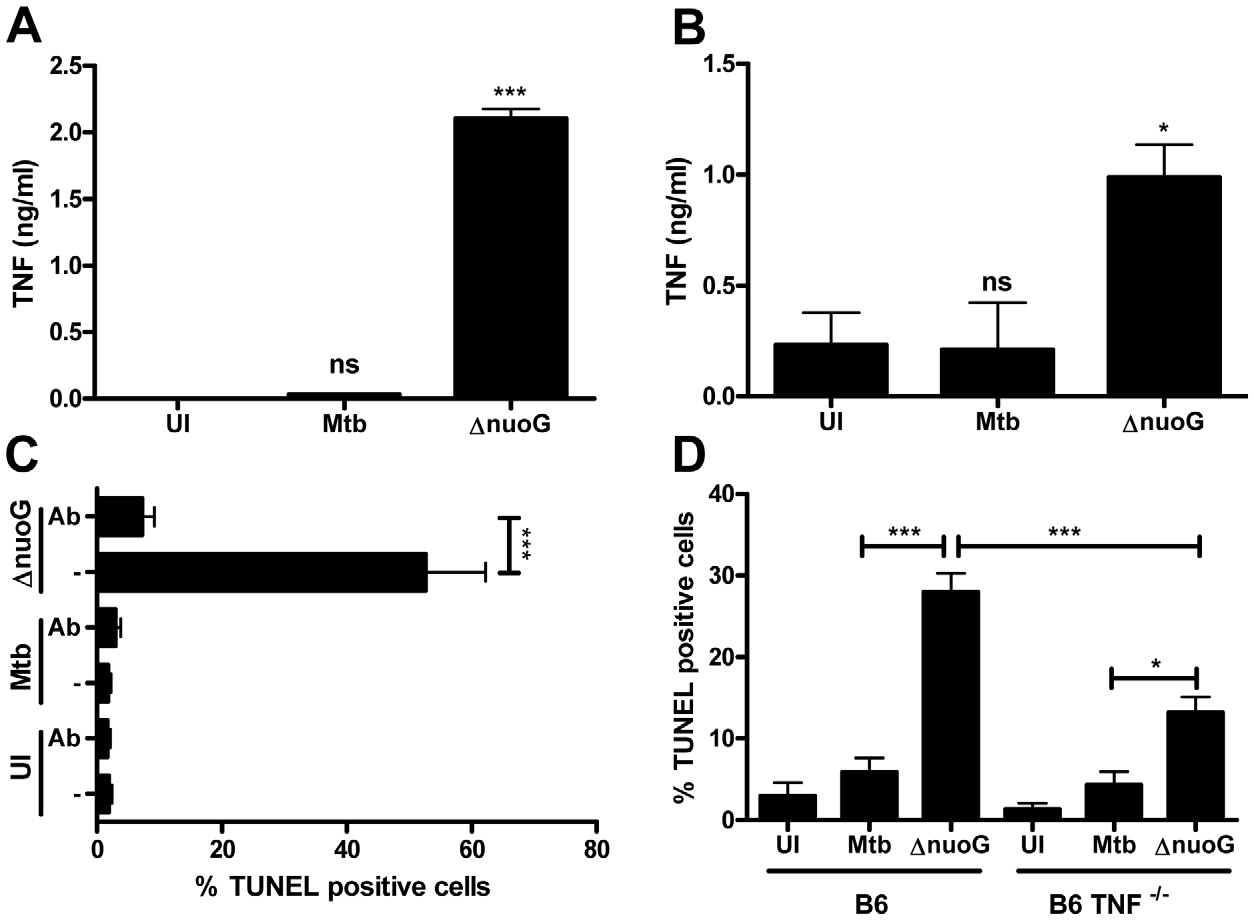 A
TNF (ng/ml)
2.5
2.0
1.5
1.0
0.5
0.0
ns
***
UI
Mtb
ΔnuoG
B
TNF (ng/ml)
1.5
1.0
0.5
0.0
ns
*
UI
Mtb
ΔnuoG
C
ΔnuoG
Mtb
UI
Ab
-
Ab
-
Ab
-
***
0
20
40
60
80
% TUNEL positive cells
D
% TUNEL positive cells
40
30
20
10
0
***
***
*
UI
Mtb
ΔnuoG
UI
Mtb
ΔnuoG
B6
B6 TNF -/-